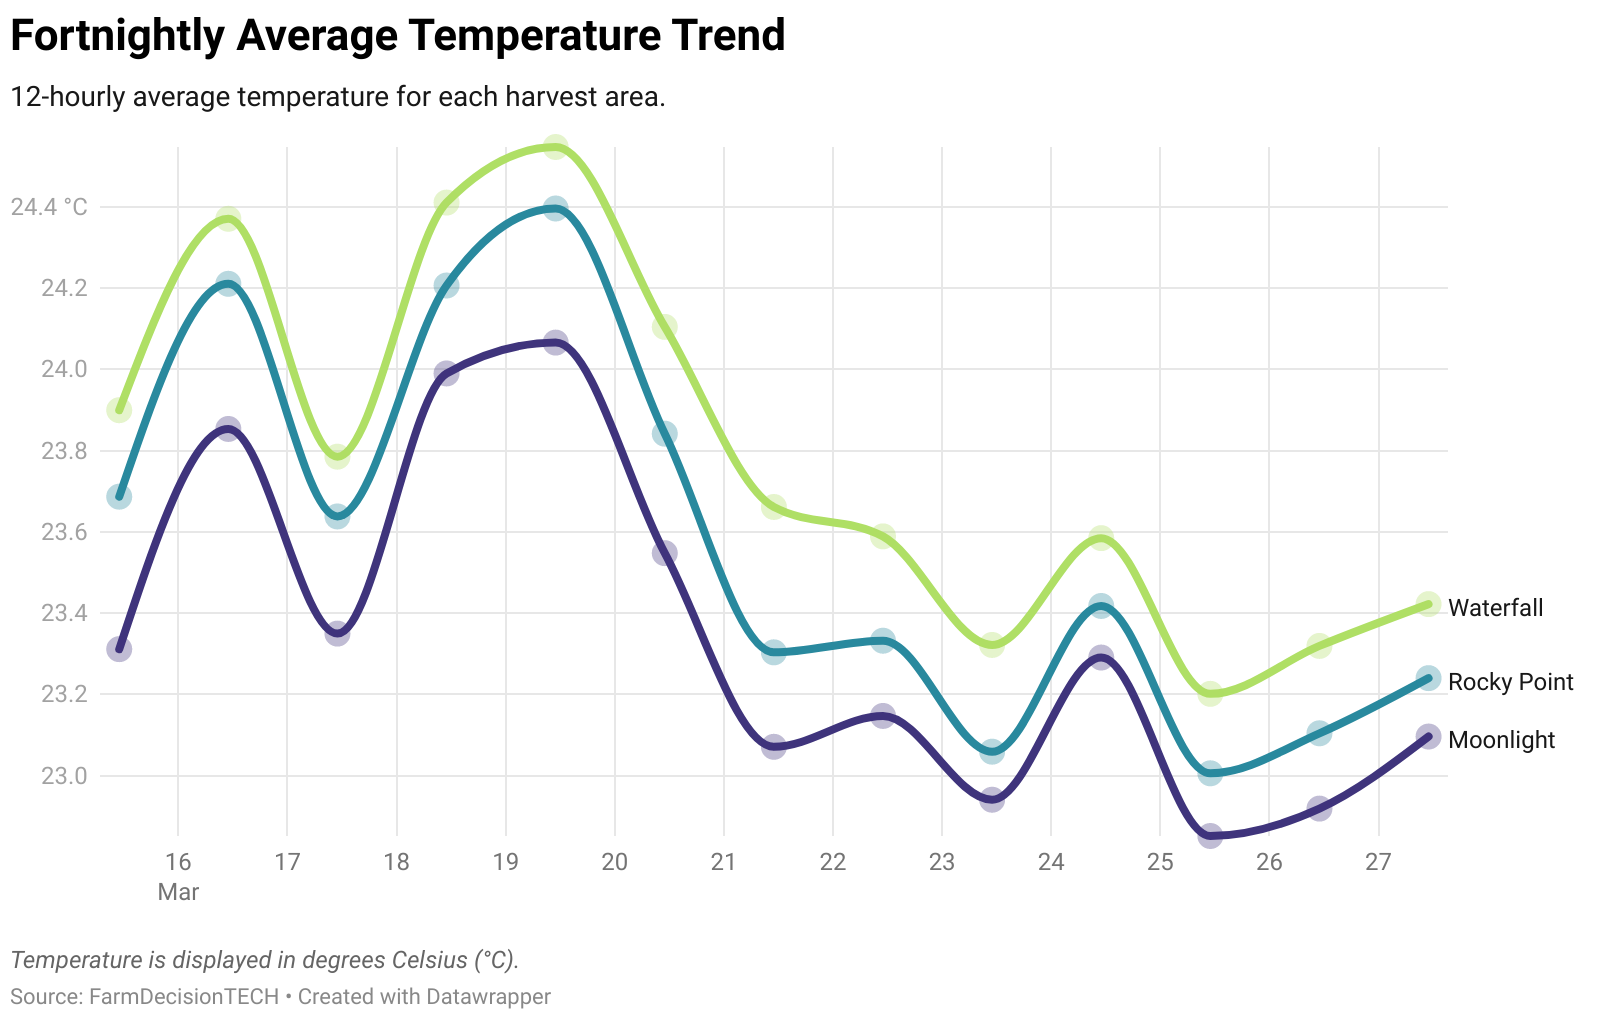 Fortnightly Average Temperature Trend
12-hourly average temperature for each harvest area.
24.4 °C
24.2
24.0
23.8
23.6
23.4
23.2
23.0
Waterfall
Rocky Point
Moonlight
16 17 18 19 20 21 22 23 24 25 26 27
Mar
Temperature is displayed in degrees Celsius (°C).
Source: FarmDecisionTECH • Created with Datawrapper